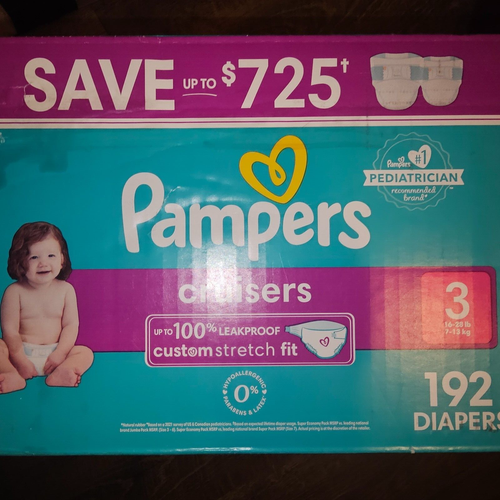 SAVE UP TO $725†
Pampers
Pampers #1
PEDIATRICIAN
recommended
brand*
cruisers
3
16-28 lb
7-13 kg
UP TO 100% LEAKPROOF
custom stretch fit
HYPOALLERGENIC
0%
PARABENS & LATEX
192
DIAPERS